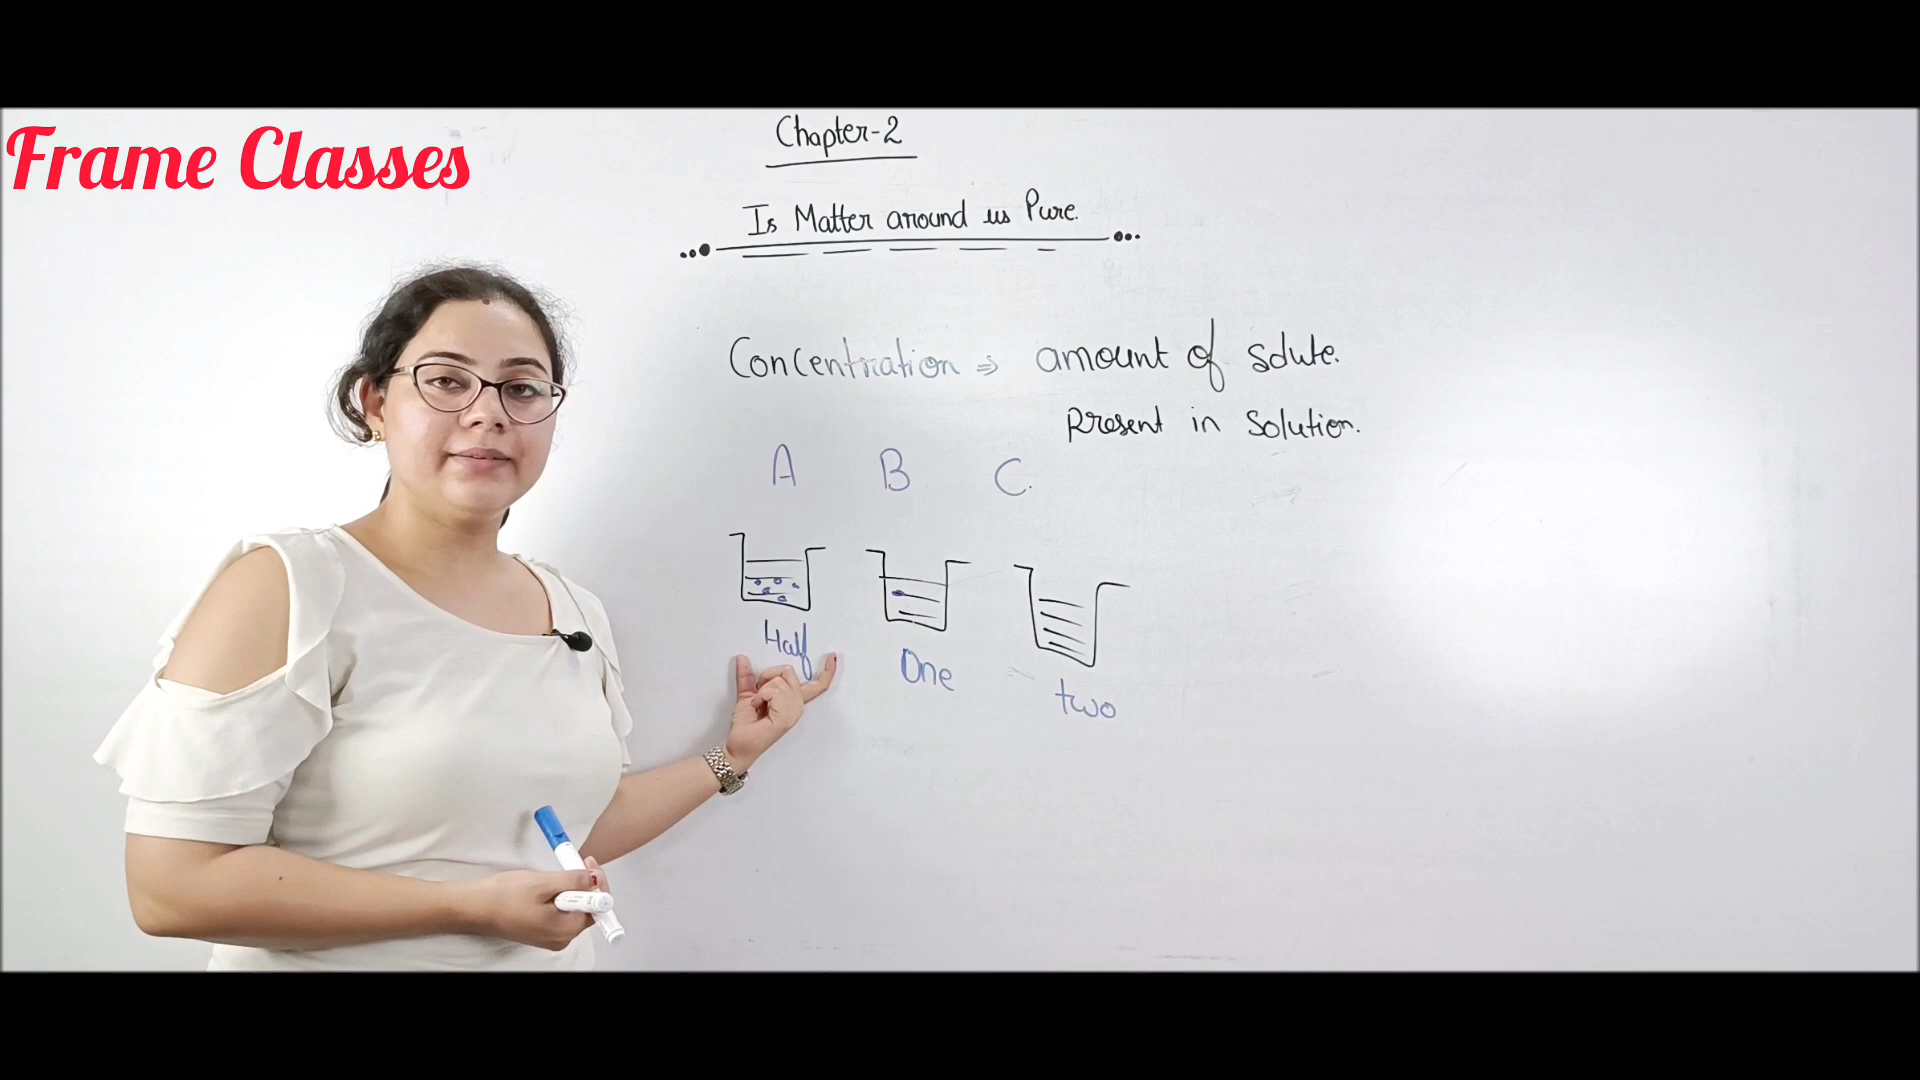 Frame Classes
Chapter-2
Is Matter around us Pure.
Concentration ⇒ amount of solute.
Present in Solution.
A B C.
Half
One
two